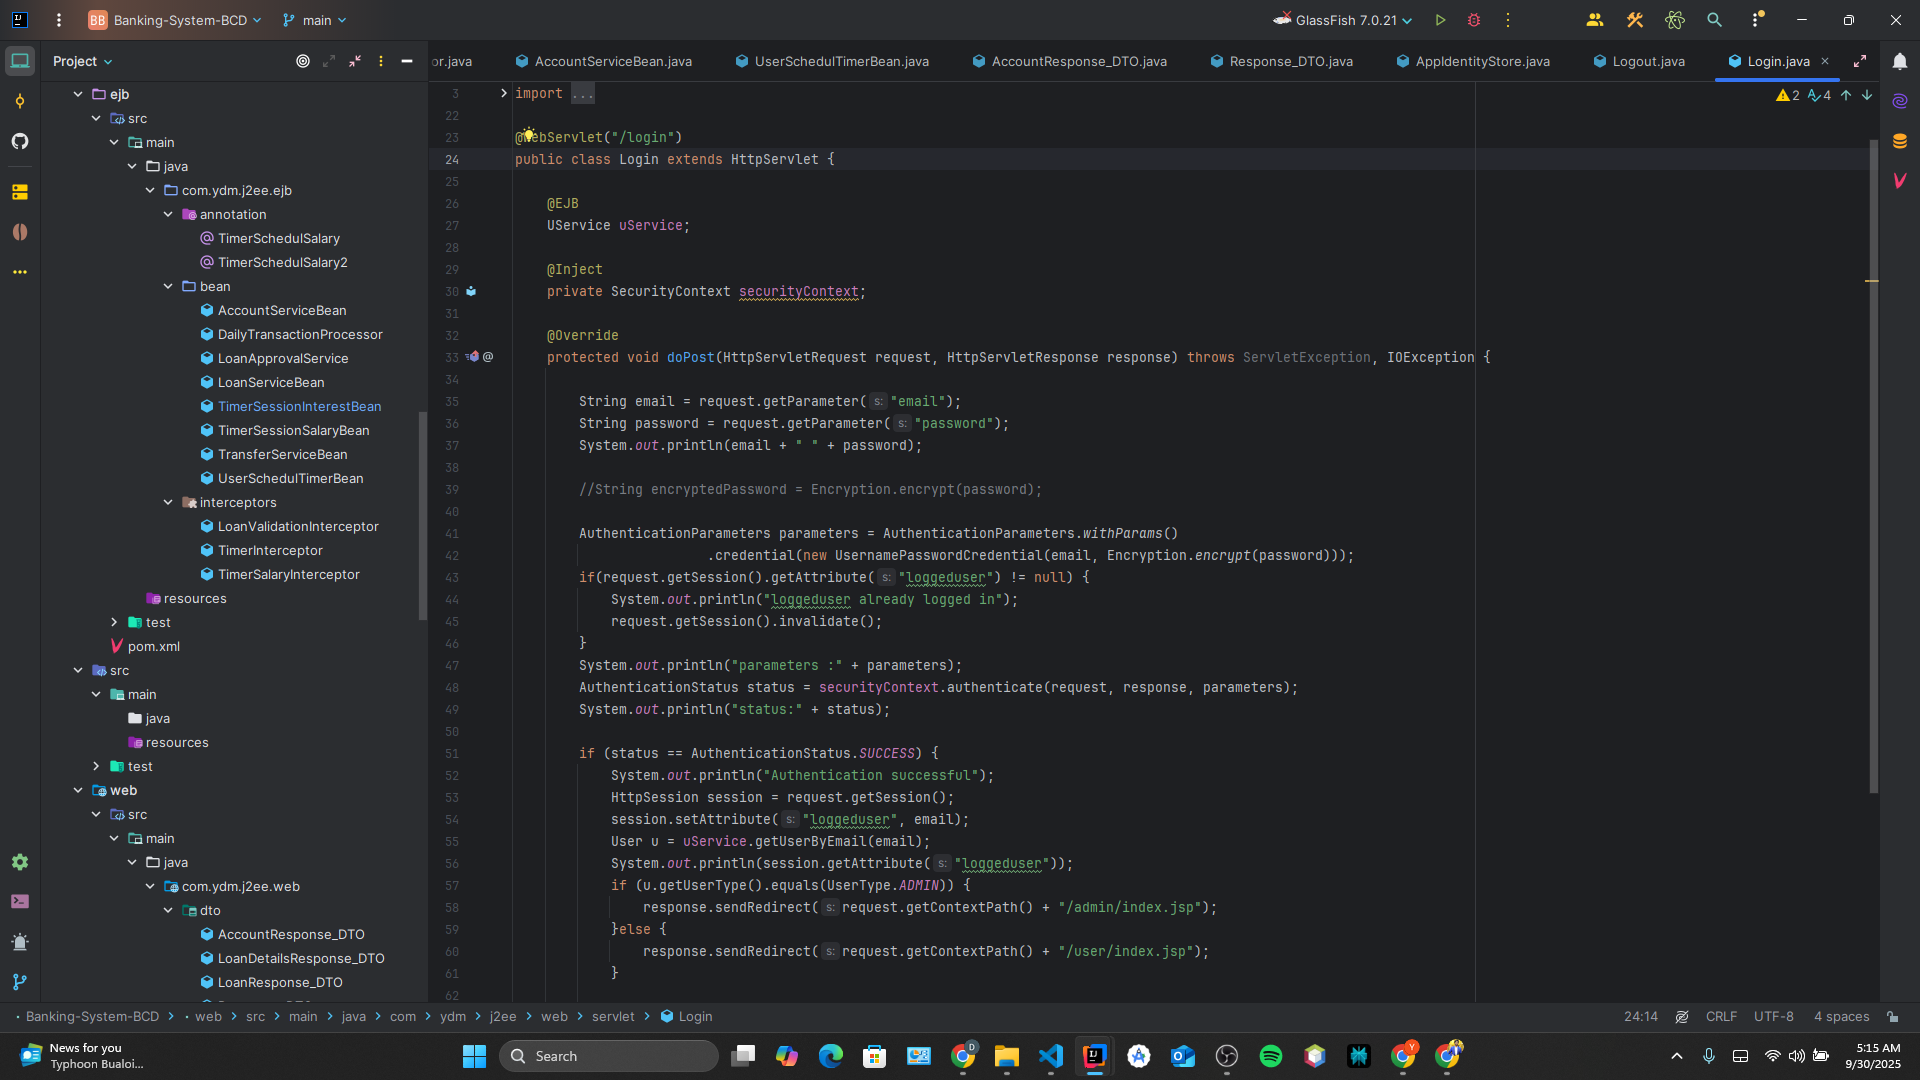 BB Banking-System-BCD main GlassFish 7.0.21
Project
or.java AccountServiceBean.java UserSchedulTimerBean.java AccountResponse_DTO.java Response_DTO.java AppIdentityStore.java Logout.java Login.java
ejb
src
main
java
com.ydm.j2ee.ejb
annotation
TimerSchedulSalary
TimerSchedulSalary2
bean
AccountServiceBean
DailyTransactionProcessor
LoanApprovalService
LoanServiceBean
TimerSessionInterestBean
TimerSessionSalaryBean
TransferServiceBean
UserSchedulTimerBean
interceptors
LoanValidationInterceptor
TimerInterceptor
TimerSalaryInterceptor
resources
test
pom.xml
src
main
java
resources
test
web
src
main
java
com.ydm.j2ee.web
dto
AccountResponse_DTO
LoanDetailsResponse_DTO
LoanResponse_DTO
2 4
3 import ...
22
23 @WebServlet("/login")
24 public class Login extends HttpServlet {
25
26 @EJB
27 UService uService;
28
29 @Inject
30 private SecurityContext securityContext;
31
32 @Override
33 @ protected void doPost(HttpServletRequest request, HttpServletResponse response) throws ServletException, IOException {
34
35 String email = request.getParameter( s: "email");
36 String password = request.getParameter( s: "password");
37 System.out.println(email + " " + password);
38
39 //String encryptedPassword = Encryption.encrypt(password);
40
41 AuthenticationParameters parameters = AuthenticationParameters.withParams()
42 .credential(new UsernamePasswordCredential(email, Encryption.encrypt(password)));
43 if(request.getSession().getAttribute( s: "loggeduser") != null) {
44 System.out.println("loggeduser already logged in");
45 request.getSession().invalidate();
46 }
47 System.out.println("parameters :" + parameters);
48 AuthenticationStatus status = securityContext.authenticate(request, response, parameters);
49 System.out.println("status:" + status);
50
51 if (status == AuthenticationStatus.SUCCESS) {
52 System.out.println("Authentication successful");
53 HttpSession session = request.getSession();
54 session.setAttribute( s: "loggeduser", email);
55 User u = uService.getUserByEmail(email);
56 System.out.println(session.getAttribute( s: "loggeduser"));
57 if (u.getUserType().equals(UserType.ADMIN)) {
58 response.sendRedirect( s: request.getContextPath() + "/admin/index.jsp");
59 }else {
60 response.sendRedirect( s: request.getContextPath() + "/user/index.jsp");
61 }
62
Banking-System-BCD web src main java com ydm j2ee web servlet Login 24:14 CRLF UTF-8 4 spaces
News for you
Typhoon Bualoi...
Search
5:15 AM
9/30/2025